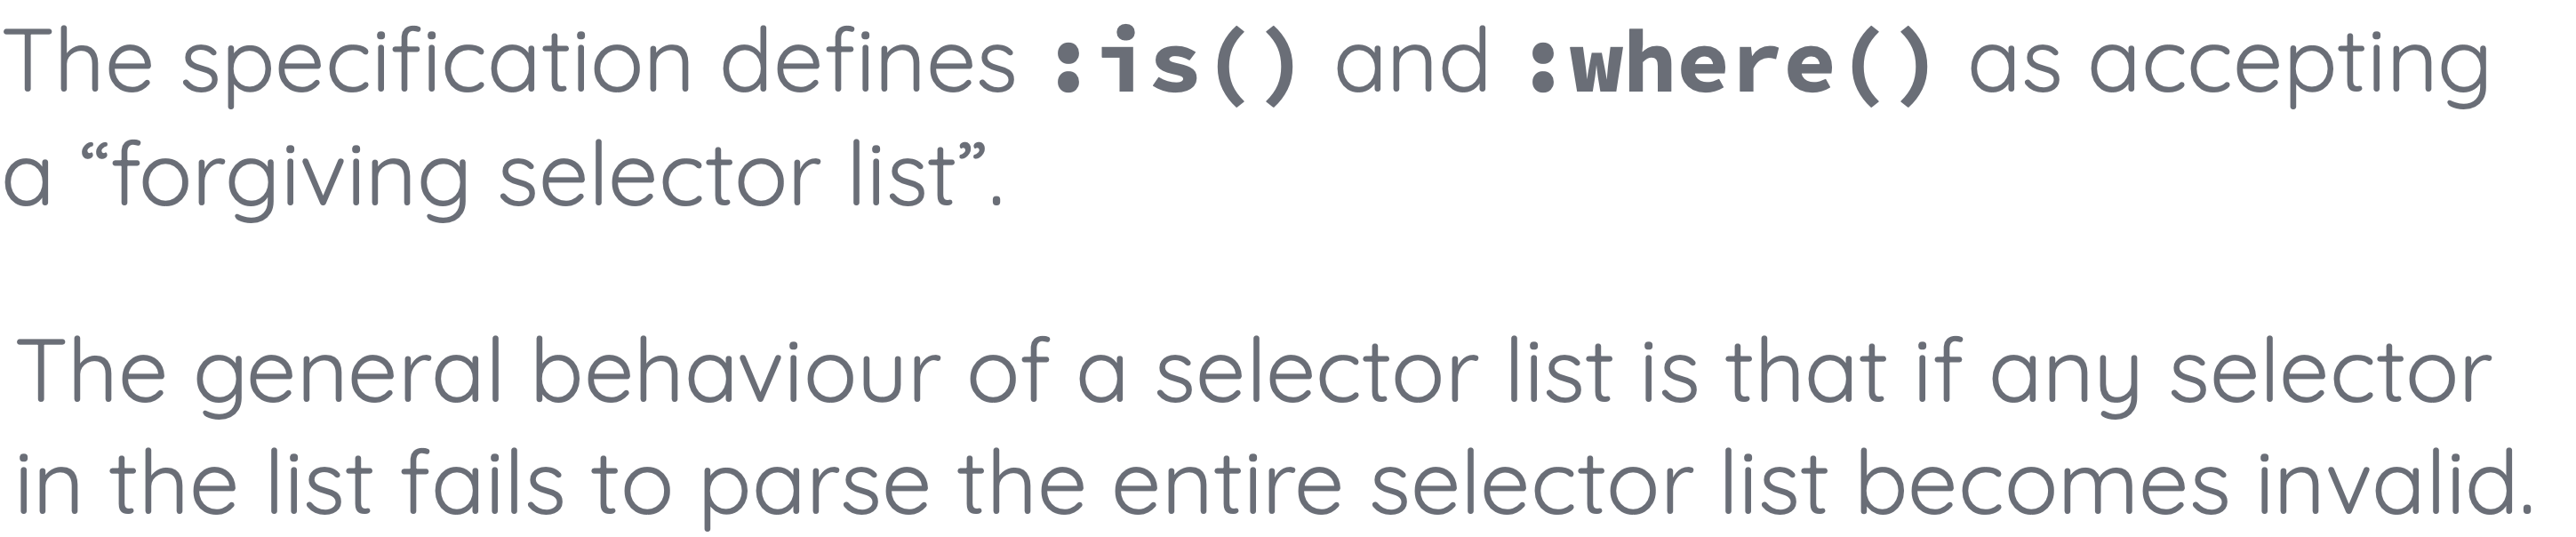 The specification defines :is() and :where() as accepting
a “forgiving selector list”.
The general behaviour of a selector list is that if any selector
in the list fails to parse the entire selector list becomes invalid.